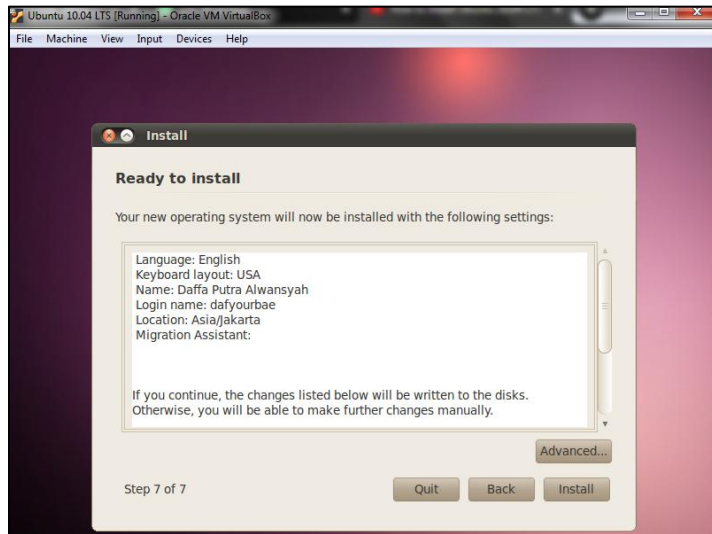 Ubuntu 10.04 LTS [Running] - Oracle VM VirtualBox
File Machine View Input Devices Help
Install
Ready to install
Your new operating system will now be installed with the following settings:
Language: English
Keyboard layout: USA
Name: Daffa Putra Alwansyah
Login name: dafyourbae
Location: Asia/Jakarta
Migration Assistant:
If you continue, the changes listed below will be written to the disks.
Otherwise, you will be able to make further changes manually.
Advanced...
Step 7 of 7 Quit Back Install